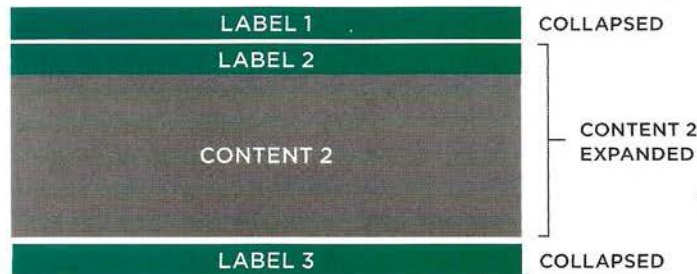 LABEL 1 COLLAPSED
LABEL 2
CONTENT 2
CONTENT 2
EXPANDED
LABEL 3 COLLAPSED